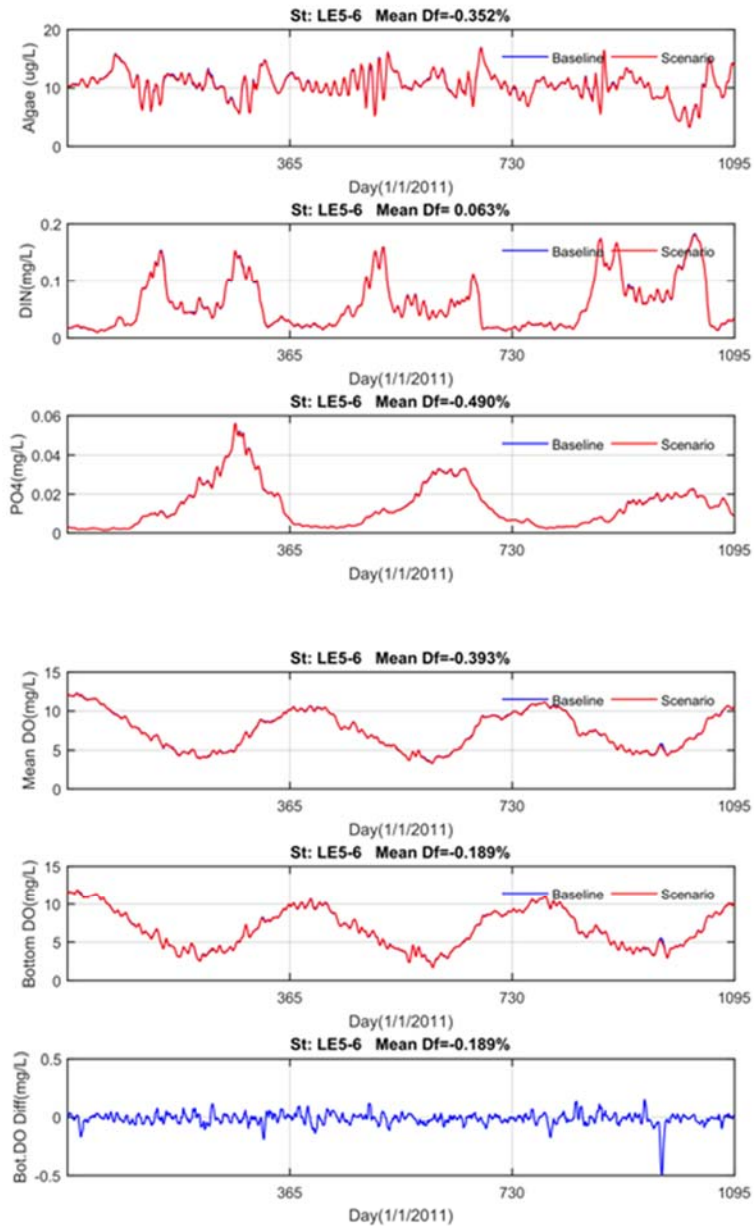 St: LE5-6 Mean Df=-0.352%
20
10
0
Algae (ug/L)
Baseline Scenario
365 730 1095
Day(1/1/2011)
St: LE5-6 Mean Df= 0.063%
0.2
0.1
0
DIN(mg/L)
Baseline Scenario
365 730 1095
Day(1/1/2011)
St: LE5-6 Mean Df=-0.490%
0.06
0.04
0.02
0
PO4(mg/L)
Baseline Scenario
365 730 1095
Day(1/1/2011)
St: LE5-6 Mean Df=-0.393%
15
10
5
0
Mean DO(mg/L)
Baseline Scenario
365 730 1095
Day(1/1/2011)
St: LE5-6 Mean Df=-0.189%
15
10
5
0
Bottom DO(mg/L)
Baseline Scenario
365 730 1095
Day(1/1/2011)
St: LE5-6 Mean Df=-0.189%
0.5
0
-0.5
Bot.DO Diff(mg/L)
365 730 1095
Day(1/1/2011)